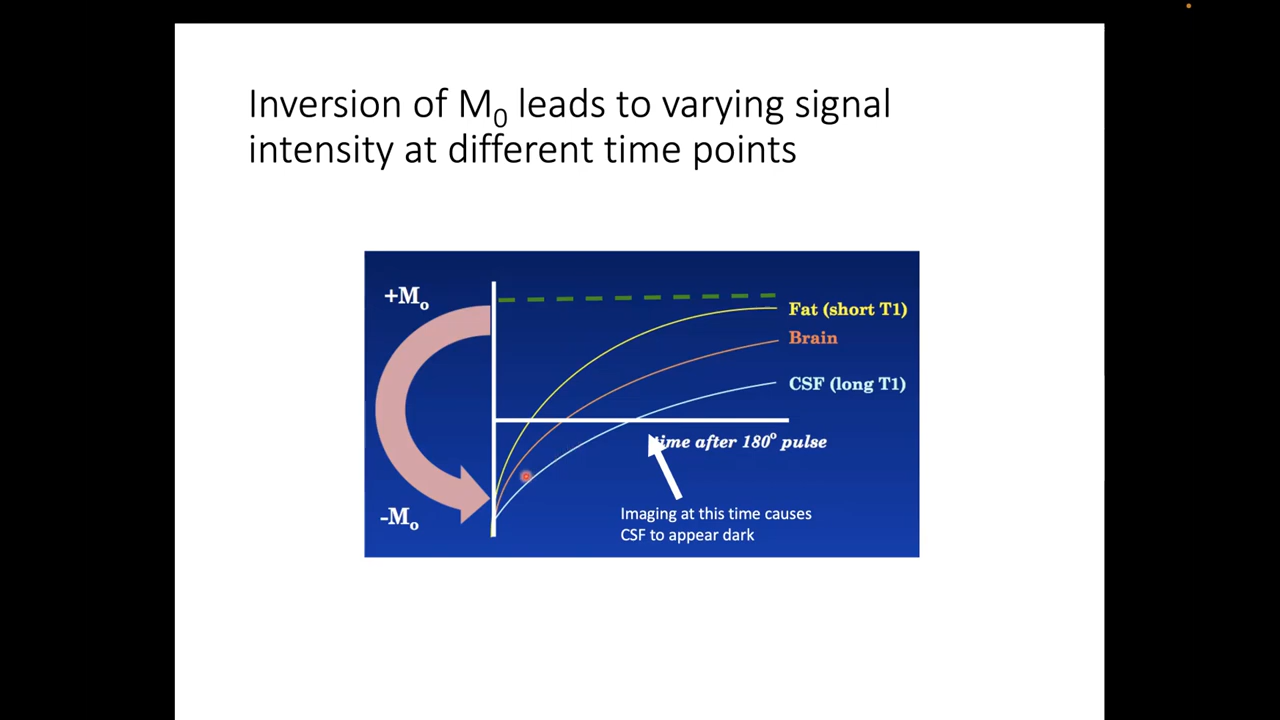 Inversion of M₀ leads to varying signal
intensity at different time points
+Mₒ
Fat (short T1)
Brain
CSF (long T1)
time after 180º pulse
-Mₒ
Imaging at this time causes
CSF to appear dark